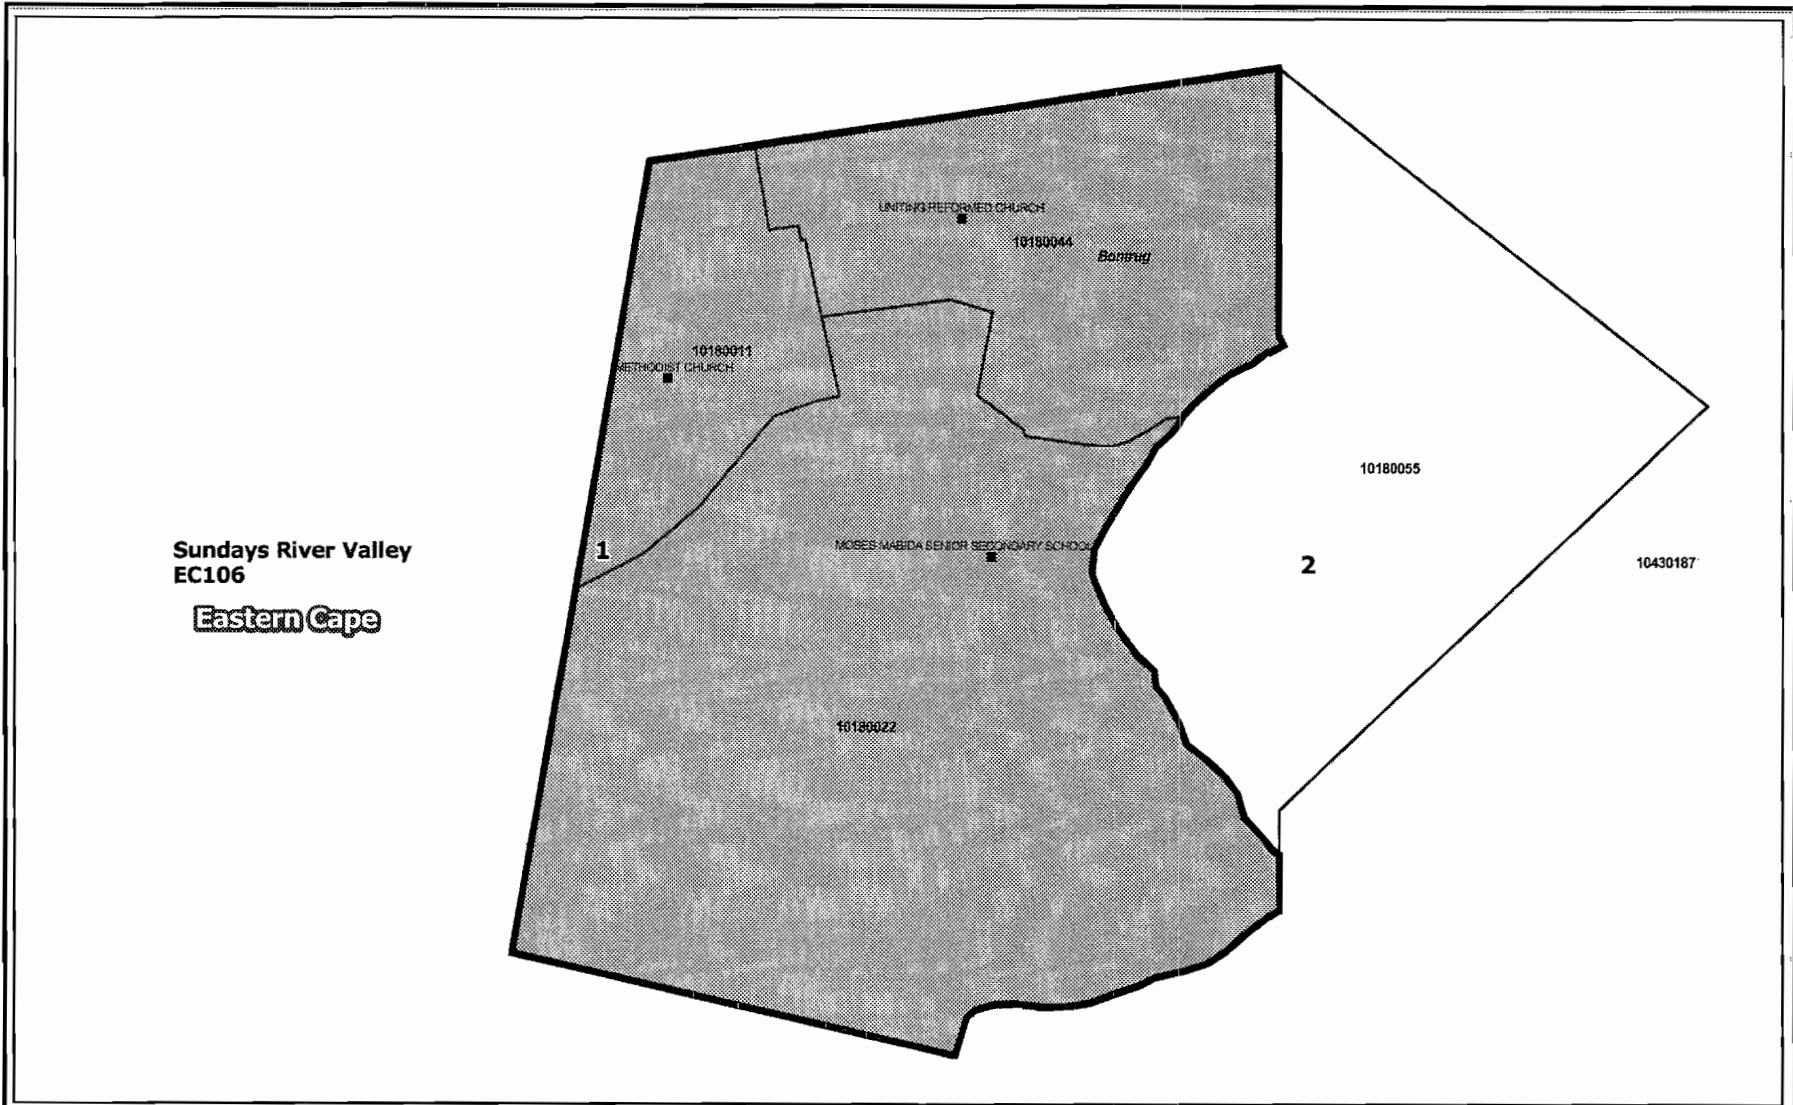 UNITING REFORMED CHURCH
10180044
Bontrug
10180011
METHODIST CHURCH
10180055
Sundays River Valley
EC106
Eastern Cape
1
MOSES MABIDA SENIOR SECONDARY SCHOOL
2
10430187
10180022